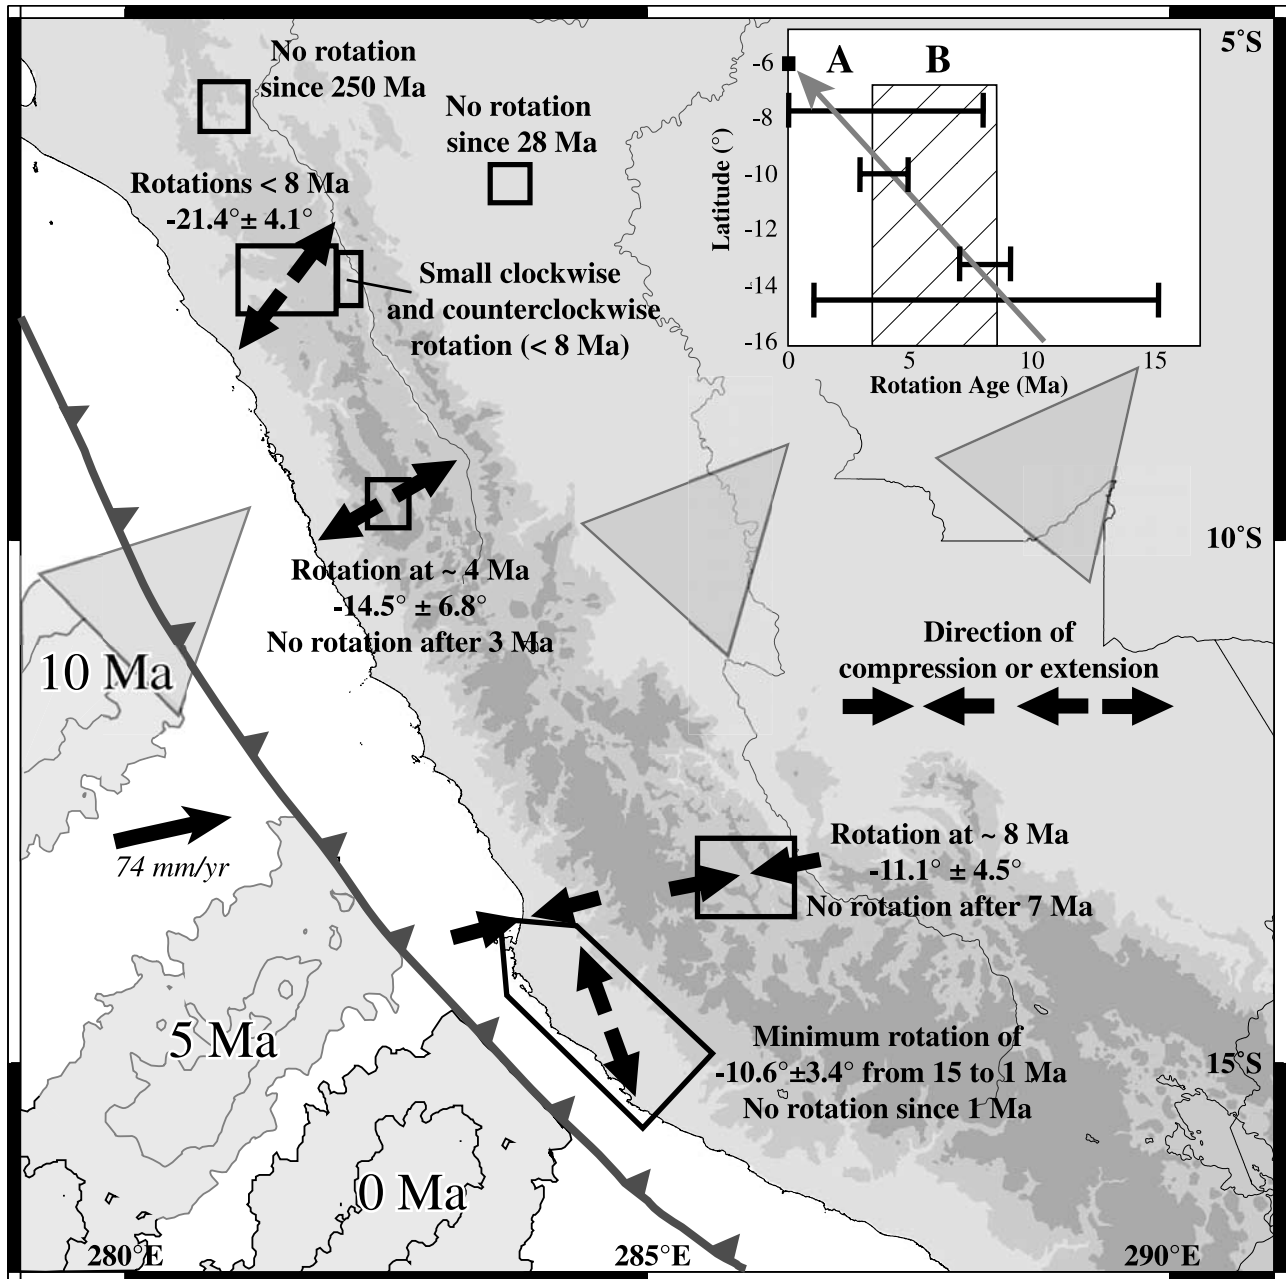 No rotation
since 250 Ma
No rotation
since 28 Ma
Rotations < 8 Ma
-21.4°± 4.1°
Small clockwise
and counterclockwise
rotation (< 8 Ma)
5°S
A B
-6
-8
-10
-12
-14
-16
Latitude (°)
0 5 10 15
Rotation Age (Ma)
10°S
Rotation at ~ 4 Ma
-14.5° ± 6.8°
No rotation after 3 Ma
Direction of
compression or extension
10 Ma
74 mm/yr
Rotation at ~ 8 Ma
-11.1° ± 4.5°
No rotation after 7 Ma
5 Ma
Minimum rotation of
-10.6°±3.4° from 15 to 1 Ma
No rotation since 1 Ma
15°S
0 Ma
280°E 285°E 290°E